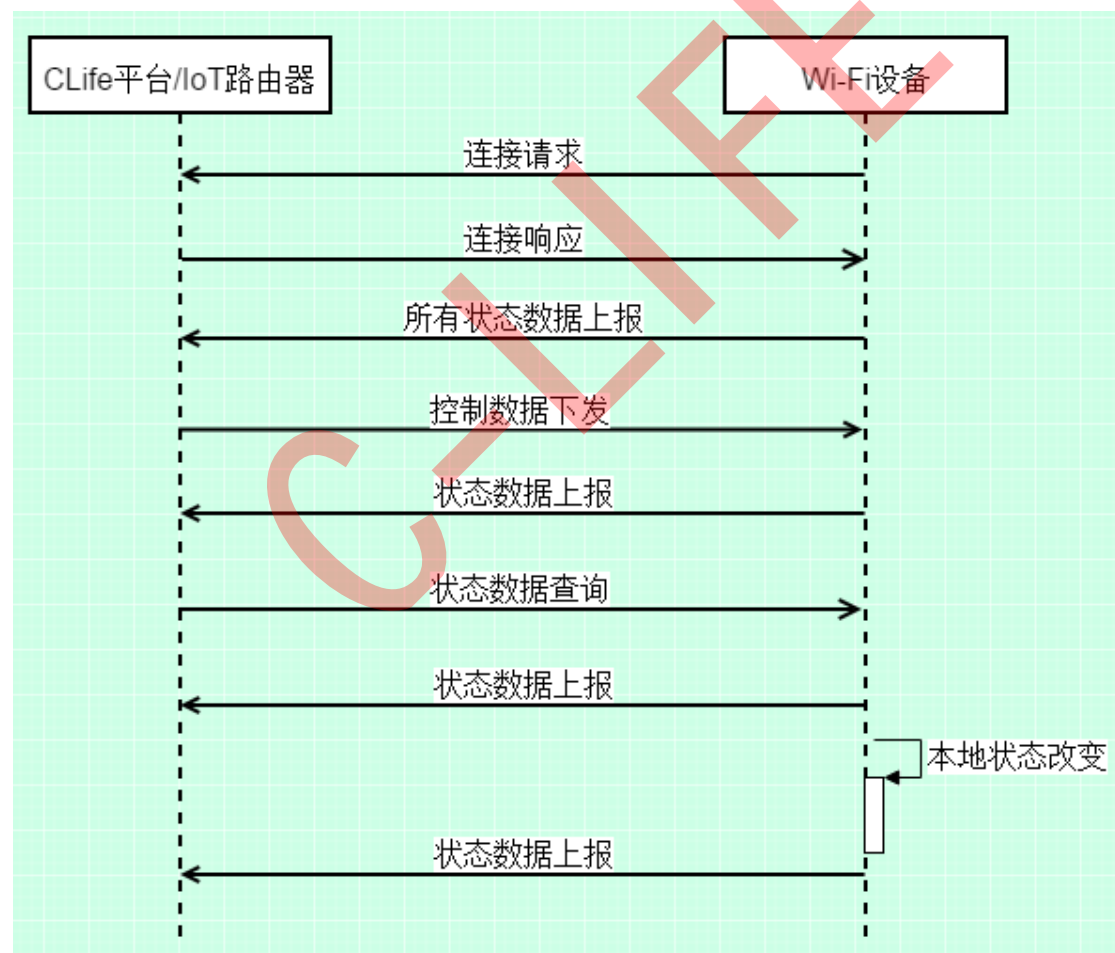 CLife平台/IoT路由器
Wi-Fi设备
连接请求
连接响应
所有状态数据上报
控制数据下发
状态数据上报
状态数据查询
状态数据上报
本地状态改变
状态数据上报
C-LIFE